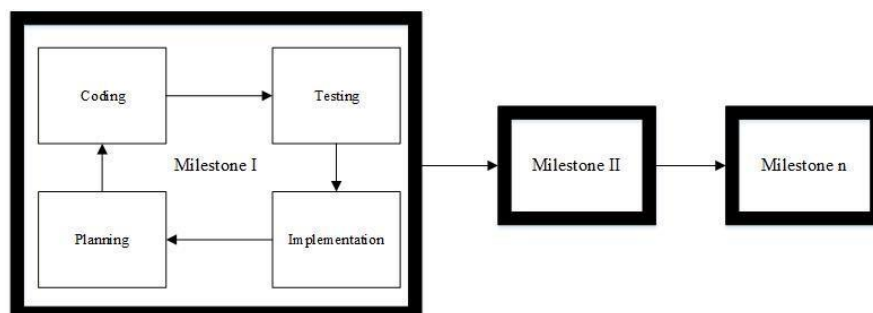 Coding
Testing
Milestone I
Milestone II
Milestone n
Planning
Implementation